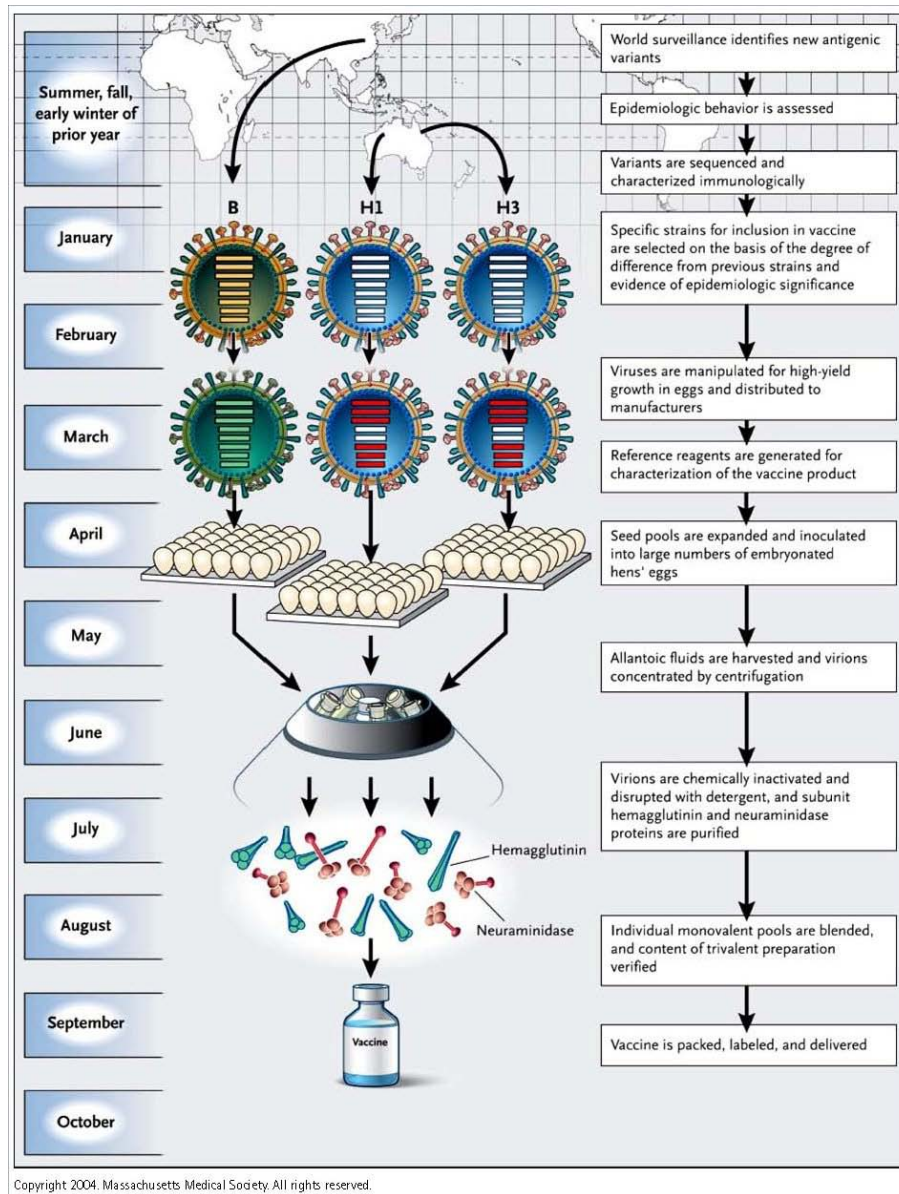 Summer, fall,
early winter of
prior year
January
February
March
April
May
June
July
August
September
October
B
H1
H3
Hemagglutinin
Neuraminidase
Vaccine
World surveillance identifies new antigenic
variants
Epidemiologic behavior is assessed
Variants are sequenced and
characterized immunologically
Specific strains for inclusion in vaccine
are selected on the basis of the degree of
difference from previous strains and
evidence of epidemiologic significance
Viruses are manipulated for high-yield
growth in eggs and distributed to
manufacturers
Reference reagents are generated for
characterization of the vaccine product
Seed pools are expanded and inoculated
into large numbers of embryonated
hens' eggs
Allantoic fluids are harvested and virions
concentrated by centrifugation
Virions are chemically inactivated and
disrupted with detergent, and subunit
hemagglutinin and neuraminidase
proteins are purified
Individual monovalent pools are blended,
and content of trivalent preparation
verified
Vaccine is packed, labeled, and delivered
Copyright 2004. Massachusetts Medical Society. All rights reserved.